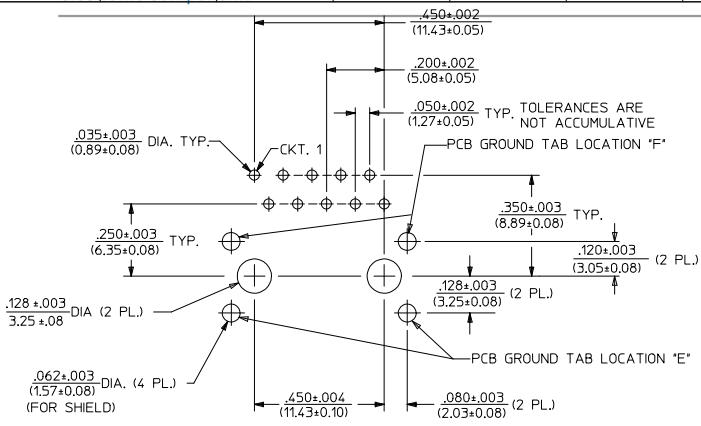 .450±.002
(11.43±0.05)
.200±.002
(5.08±0.05)
.050±.002
(1.27±0.05)
TYP. TOLERANCES ARE
NOT ACCUMULATIVE
.035±.003
(0.89±0.08)
DIA. TYP.
CKT. 1
PCB GROUND TAB LOCATION "F"
.350±.003
(8.89±0.08)
TYP.
.250±.003
(6.35±0.08)
TYP.
.120±.003
(3.05±0.08)
(2 PL.)
.128±.003
(3.25±0.08)
(2 PL.)
.128 ±.003
3.25 ±.08
DIA (2 PL.)
PCB GROUND TAB LOCATION "E"
.062±.003
(1.57±0.08)
DIA. (4 PL.)
(FOR SHIELD)
.450±.004
(11.43±0.10)
.080±.003
(2.03±0.08)
(2 PL.)